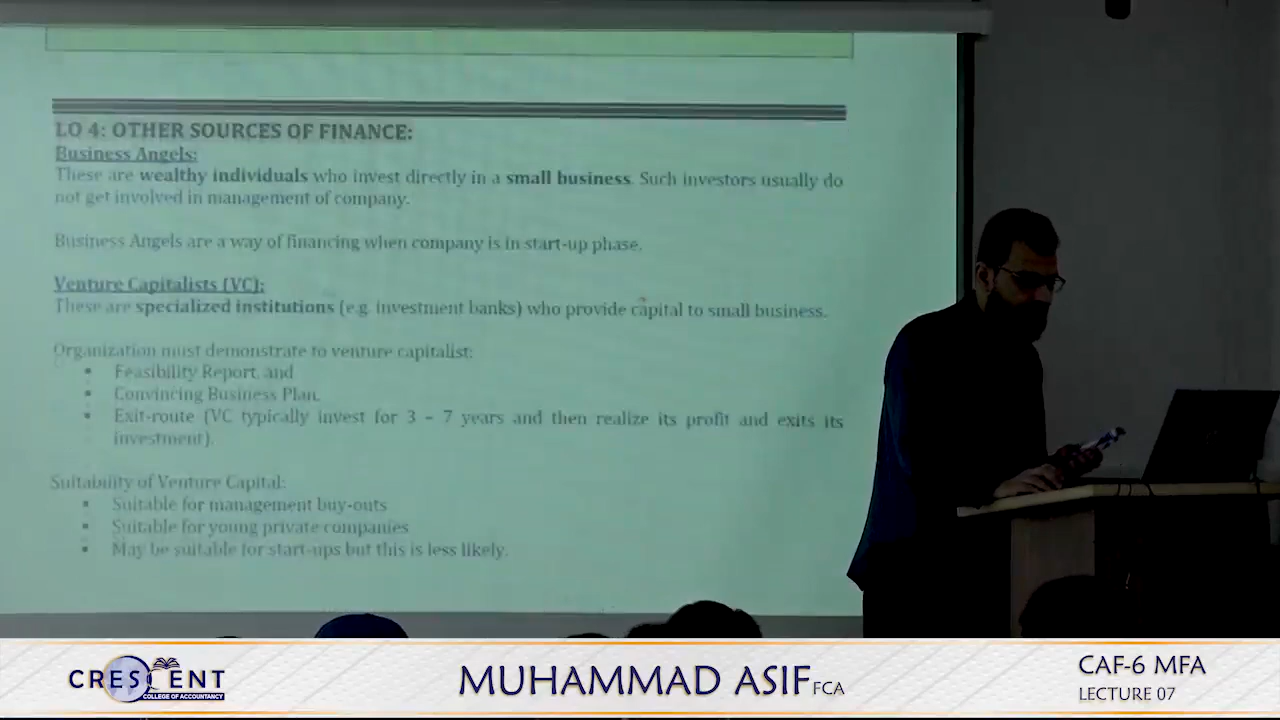 LO 4: OTHER SOURCES OF FINANCE:
Business Angels:
These are wealthy individuals who invest directly in a small business. Such investors usually do
not get involved in management of company.
Business Angels are a way of financing when company is in start-up phase.
Venture Capitalists (VC):
These are specialized institutions (e.g. investment banks) who provide capital to small business.
Organization must demonstrate to venture capitalist:
▪ Feasibility Report, and
▪ Convincing Business Plan,
▪ Exit-route (VC typically invest for 3 – 7 years and then realize its profit and exits its
investment).
Suitability of Venture Capital:
▪ Suitable for management buy-outs
▪ Suitable for young private companies
▪ May be suitable for start-ups but this is less likely.
CRESCENT
COLLEGE OF ACCOUNTANCY
MUHAMMAD ASIF FCA
CAF-6 MFA
LECTURE 07